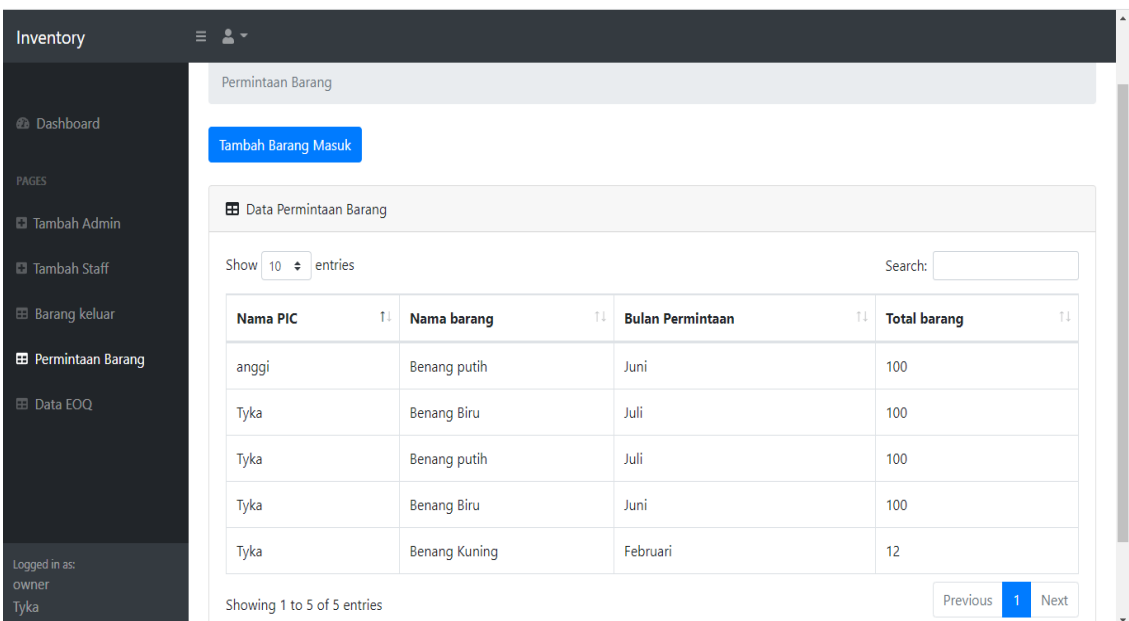 Inventory
Permintaan Barang
Dashboard
Tambah Barang Masuk
PAGES
Tambah Admin
Tambah Staff
Barang keluar
Permintaan Barang
Data EOQ
Logged in as:
owner
Tyka
Data Permintaan Barang
Show 10 entries Search:
Nama PIC Nama barang Bulan Permintaan Total barang
anggi Benang putih Juni 100
Tyka Benang Biru Juli 100
Tyka Benang putih Juli 100
Tyka Benang Biru Juni 100
Tyka Benang Kuning Februari 12
Showing 1 to 5 of 5 entries Previous 1 Next